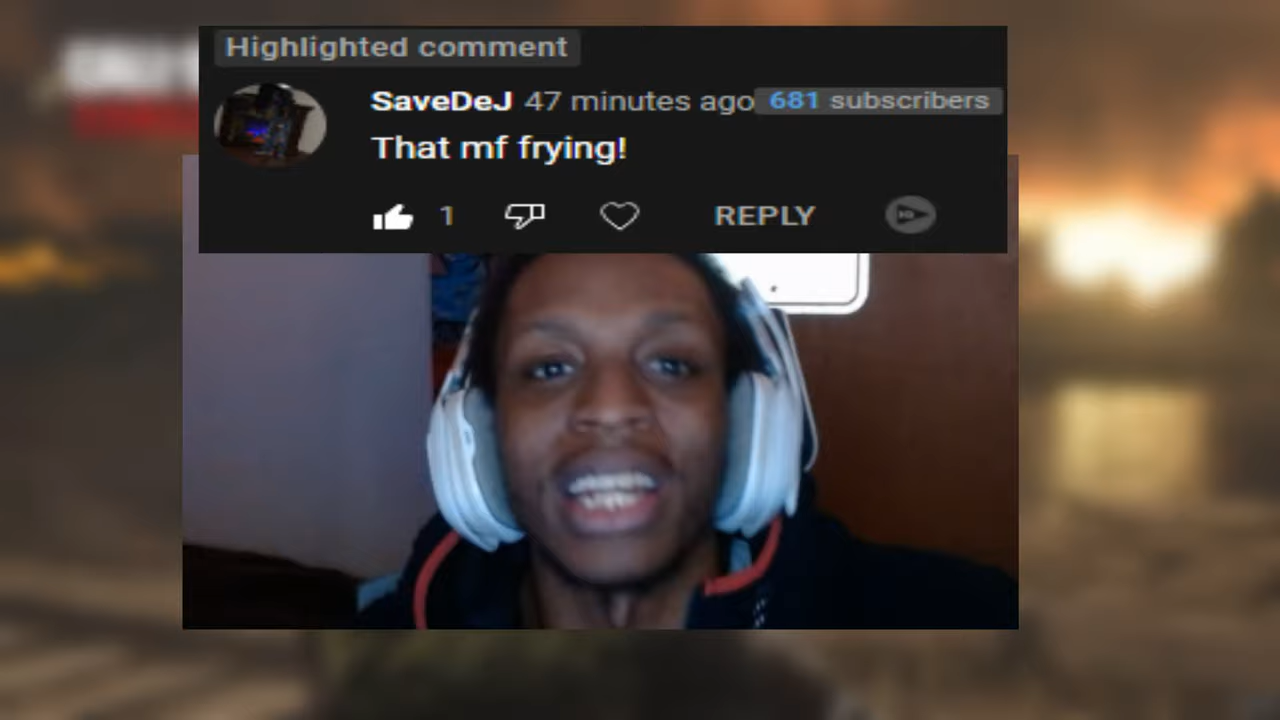 Highlighted comment
SaveDeJ 47 minutes ago 681 subscribers
That mf frying!
1 REPLY